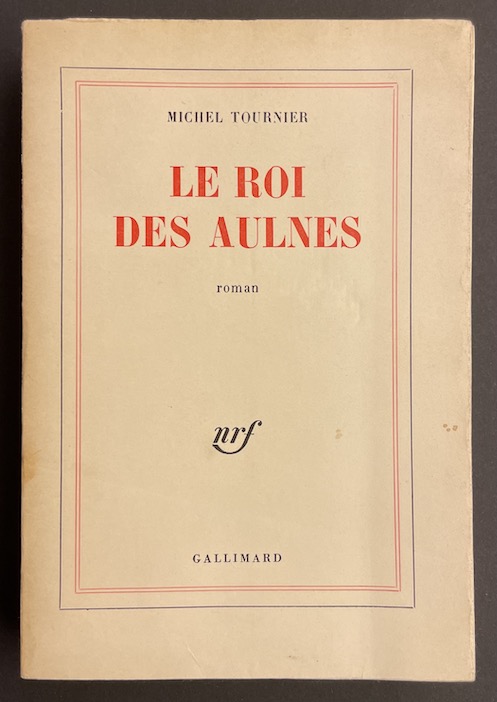 MICHEL TOURNIER
LE ROI
DES AULNES
roman
nrf
GALLIMARD